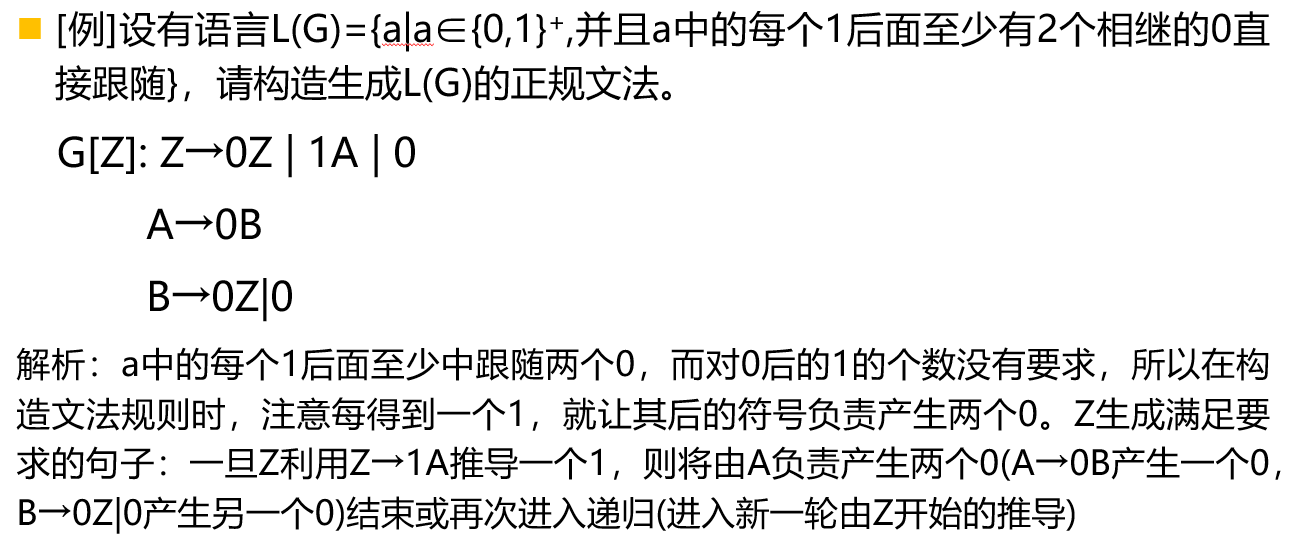 [例]设有语言L(G)={a|a∈{0,1}⁺,并且a中的每个1后面至少有2个相继的0直
接跟随}，请构造生成L(G)的正规文法。
G[Z]: Z→0Z | 1A | 0
A→0B
B→0Z|0
解析：a中的每个1后面至少中跟随两个0，而对0后的1的个数没有要求，所以在构
造文法规则时，注意每得到一个1，就让其后的符号负责产生两个0。Z生成满足要
求的句子：一旦Z利用Z→1A推导一个1，则将由A负责产生两个0(A→0B产生一个0，
B→0Z|0产生另一个0)结束或再次进入递归(进入新一轮由Z开始的推导)